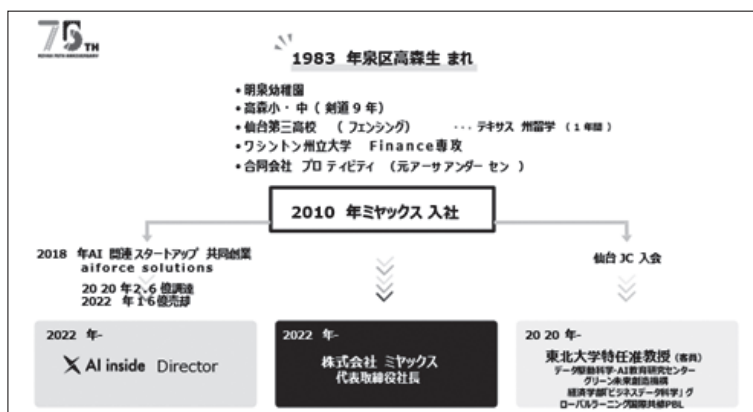 75TH
1983 年泉区高森生 まれ
•明泉幼稚園
•高森小・中 ( 剣道 9 年)
•仙台第三高校 ( フェンシング) ・・・テキサス 州留学 ( 1 年間 )
•ワシントン州立大学 Finance専攻
•合同会社 プロ ティビティ (元アーサアンダー セン )
2010 年ミヤックス 入社
2018 年AI 関連 スタートアップ 共同創業
aiforce solutions
20 20 年2.6 億調達
2022 年 16億売却
仙台 JC 入会
2022 年-
AI inside Director
2022 年-
株式会社 ミヤックス
代表取締役社長
20 20 年-
東北大学特任准教授 (客員)
データ駆動科学・AI教育研究センター
グリーン未来創造機構
経済学部「ビジネスデータ科学」グ
ローバルラーニング国際共修PBL